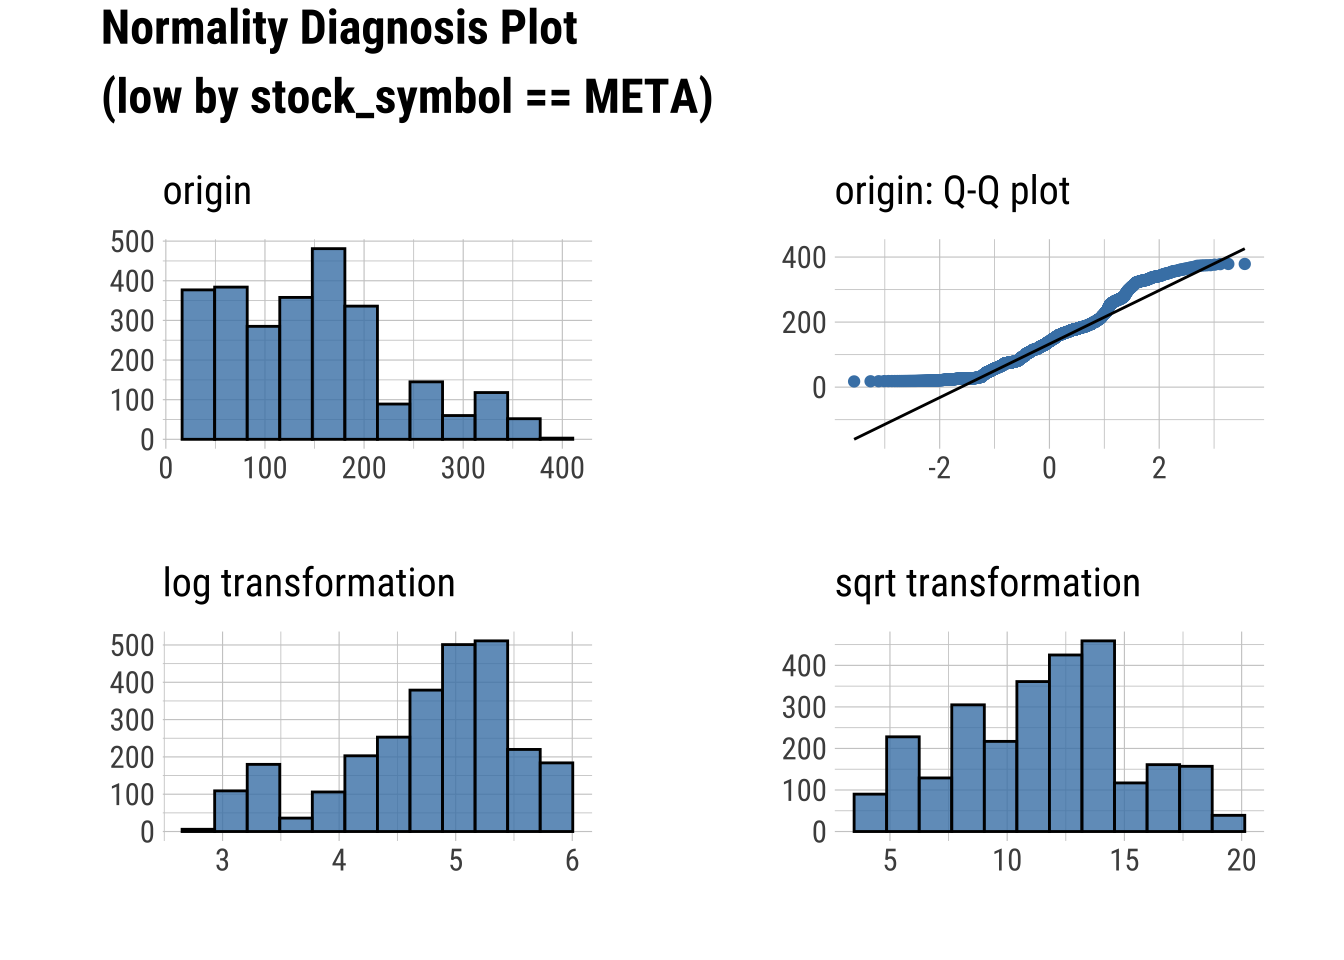 Normality Diagnosis Plot
(low by stock_symbol == META)
origin
500
400
300
200
100
0
0 100 200 300 400
origin: Q-Q plot
400
200
0
-2 0 2
log transformation
500
400
300
200
100
0
3 4 5 6
sqrt transformation
400
300
200
100
0
5 10 15 20